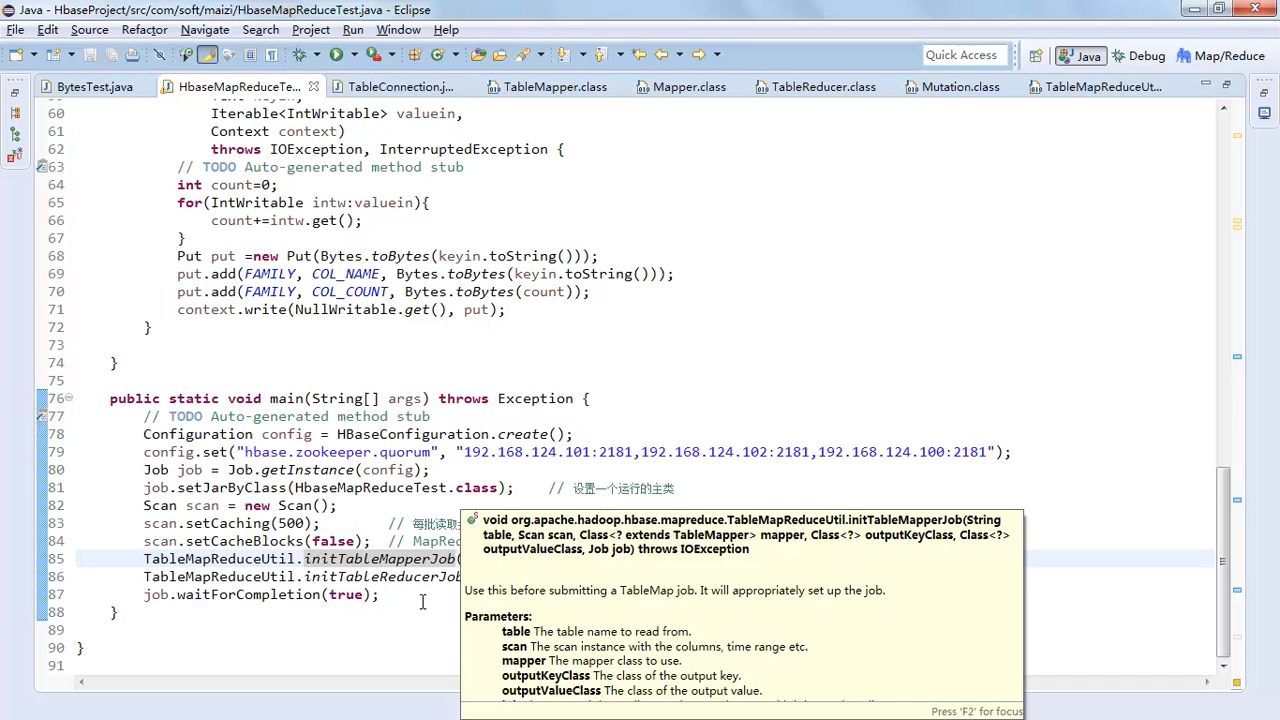 Java - HbaseProject/src/com/soft/maizi/HbaseMapReduceTest.java - Eclipse
File Edit Source Refactor Navigate Search Project Run Window Help
Quick Access Java Debug Map/Reduce
BytesTest.java HbaseMapReduceTe... TableConnection.j... TableMapper.class Mapper.class TableReducer.class Mutation.class TableMapReduceUt...
60 Iterable<IntWritable> valuein,
61 Context context)
62 throws IOException, InterruptedException {
63 // TODO Auto-generated method stub
64 int count=0;
65 for(IntWritable intw:valuein){
66 count+=intw.get();
67 }
68 Put put =new Put(Bytes.toBytes(keyin.toString()));
69 put.add(FAMILY, COL_NAME, Bytes.toBytes(keyin.toString()));
70 put.add(FAMILY, COL_COUNT, Bytes.toBytes(count));
71 context.write(NullWritable.get(), put);
72 }
73
74 }
75
76 public static void main(String[] args) throws Exception {
77 // TODO Auto-generated method stub
78 Configuration config = HBaseConfiguration.create();
79 config.set("hbase.zookeeper.quorum", "192.168.124.101:2181,192.168.124.102:2181,192.168.124.100:2181");
80 Job job = Job.getInstance(config);
81 job.setJarByClass(HbaseMapReduceTest.class); // 设置一个运行的主类
82 Scan scan = new Scan();
83 scan.setCaching(500); // 每批读取
84 scan.setCacheBlocks(false); // MapRed
85 TableMapReduceUtil.initTableMapperJob(
86 TableMapReduceUtil.initTableReducerJob
87 job.waitForCompletion(true);
88 }
89
90 }
91
void org.apache.hadoop.hbase.mapreduce.TableMapReduceUtil.initTableMapperJob(String
table, Scan scan, Class<? extends TableMapper> mapper, Class<?> outputKeyClass, Class<?>
outputValueClass, Job job) throws IOException
Use this before submitting a TableMap job. It will appropriately set up the job.
Parameters:
table The table name to read from.
scan The scan instance with the columns, time range etc.
mapper The mapper class to use.
outputKeyClass The class of the output key.
outputValueClass The class of the output value.
Press 'F2' for focus